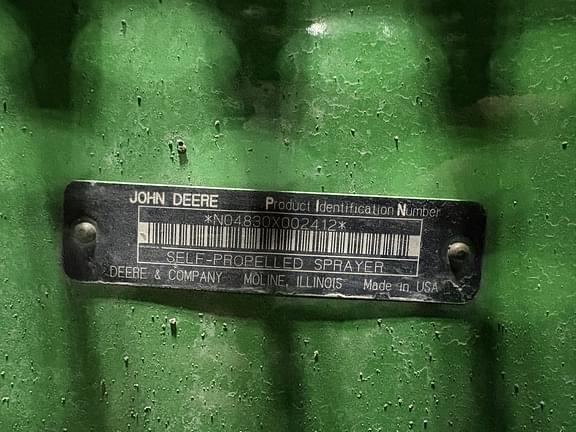 JOHN DEERE Product Identification Number
*N04830X002412*
SELF-PROPELLED SPRAYER
DEERE & COMPANY MOLINE, ILLINOIS Made in USA